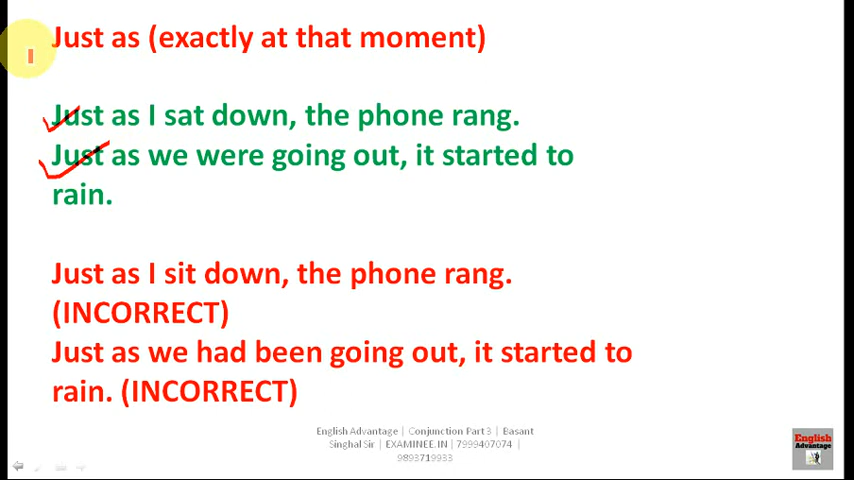 Just as (exactly at that moment)
Just as I sat down, the phone rang.
Just as we were going out, it started to
rain.
Just as I sit down, the phone rang.
(INCORRECT)
Just as we had been going out, it started to
rain. (INCORRECT)
English Advantage | Conjunction Part 3 | Basant
Singhal Sir | EXAMINEE.IN | 7999407074 |
9893719933
English
Advantage